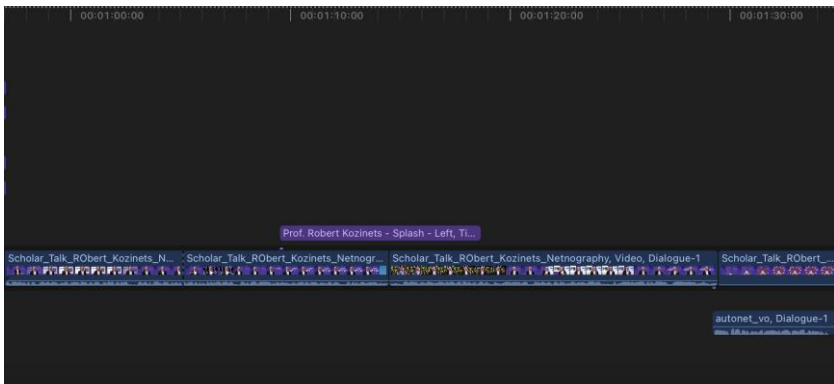 00:01:00:00
00:01:10:00
00:01:20:00
00:01:30:00
Prof. Robert Kozinets - Splash - Left, Ti...
Scholar_Talk_RObert_Kozinets_N...
Scholar_Talk_RObert_Kozinets_Netnogr...
Scholar_Talk_RObert_Kozinets_Netnography, Video, Dialogue-1
Scholar_Talk_RObert_...
autonet_vo, Dialogue-1